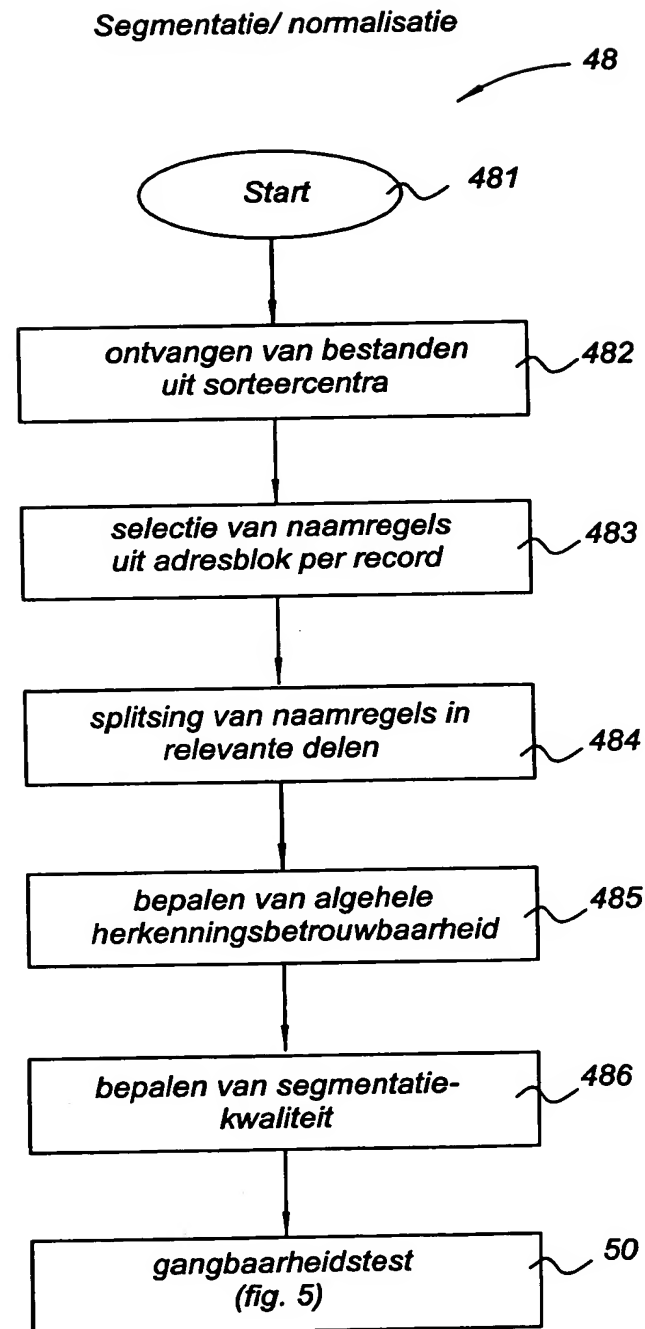 Segmentatie/ normalisatie
48
Start
481
ontvangen van bestanden
uit sorteercentra
482
selectie van naamregels
uit adresblok per record
483
splitsing van naamregels in
relevante delen
484
bepalen van algehele
herkenningsbetrouwbaarheid
485
bepalen van segmentatie-
kwaliteit
486
gangbaarheidstest
(fig. 5)
50